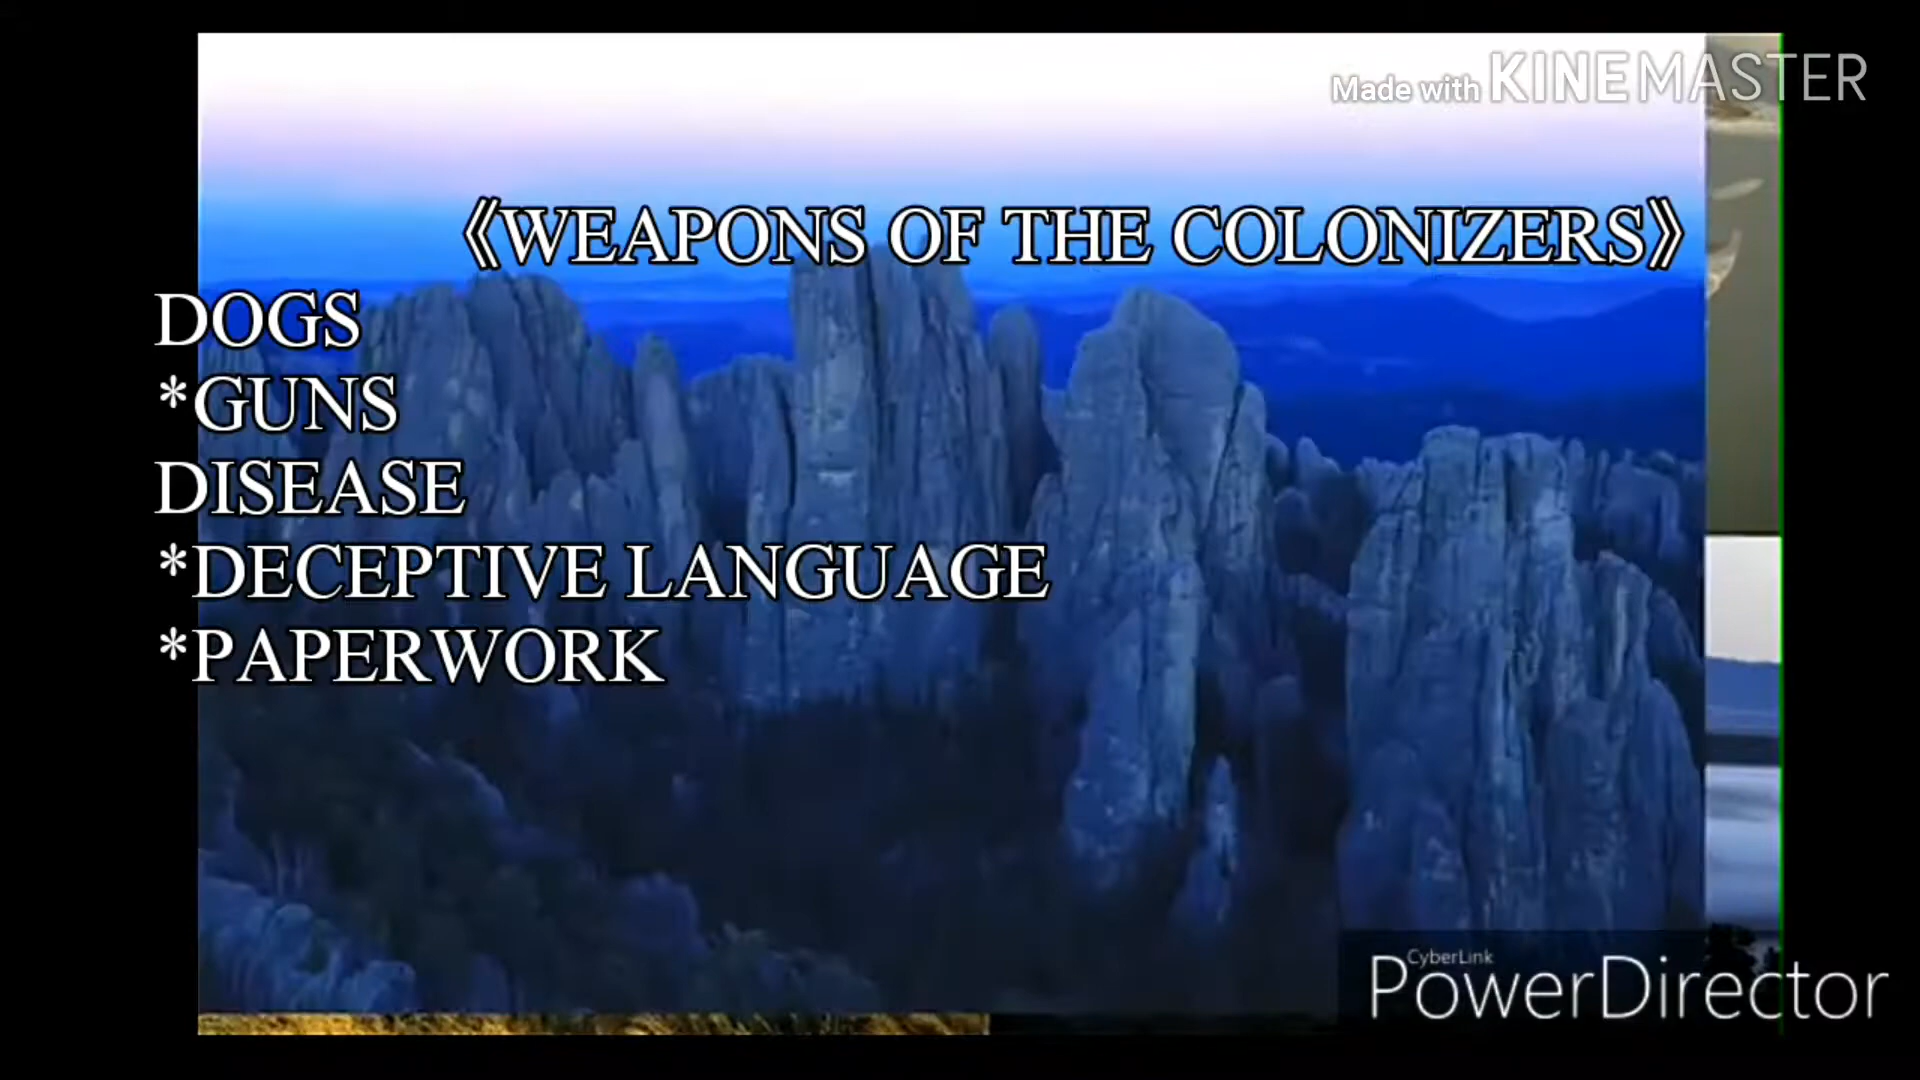 Made with KINEMASTER
《WEAPONS OF THE COLONIZERS》
DOGS
*GUNS
DISEASE
*DECEPTIVE LANGUAGE
*PAPERWORK
CyberLink
PowerDirector